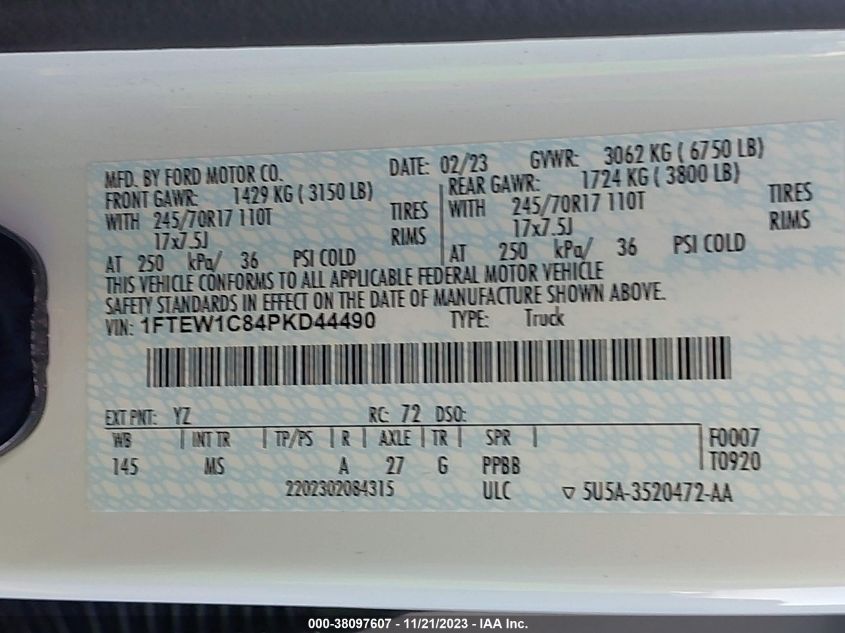 MFD. BY FORD MOTOR CO. DATE: 02/23 GVWR: 3062 KG ( 6750 LB)
FRONT GAWR: 1429 KG ( 3150 LB) REAR GAWR: 1724 KG ( 3800 LB)
WITH 245/70R17 110T TIRES WITH 245/70R17 110T TIRES
17x7.5J RIMS 17x7.5J RIMS
AT 250 kPa/ 36 PSI COLD AT 250 kPa/ 36 PSI COLD
THIS VEHICLE CONFORMS TO ALL APPLICABLE FEDERAL MOTOR VEHICLE
SAFETY STANDARDS IN EFFECT ON THE DATE OF MANUFACTURE SHOWN ABOVE.
VIN: 1FTEW1C84PKD44490 TYPE: Truck
EXT PNT: YZ RC: 72 DSO:
WB INT TR TP/PS R AXLE TR SPR F0007
145 MS A 27 G PPBB T0920
2202302084315 ULC ▽ 5U5A-3520472-AA
000-38097607 - 11/21/2023 - IAA Inc.